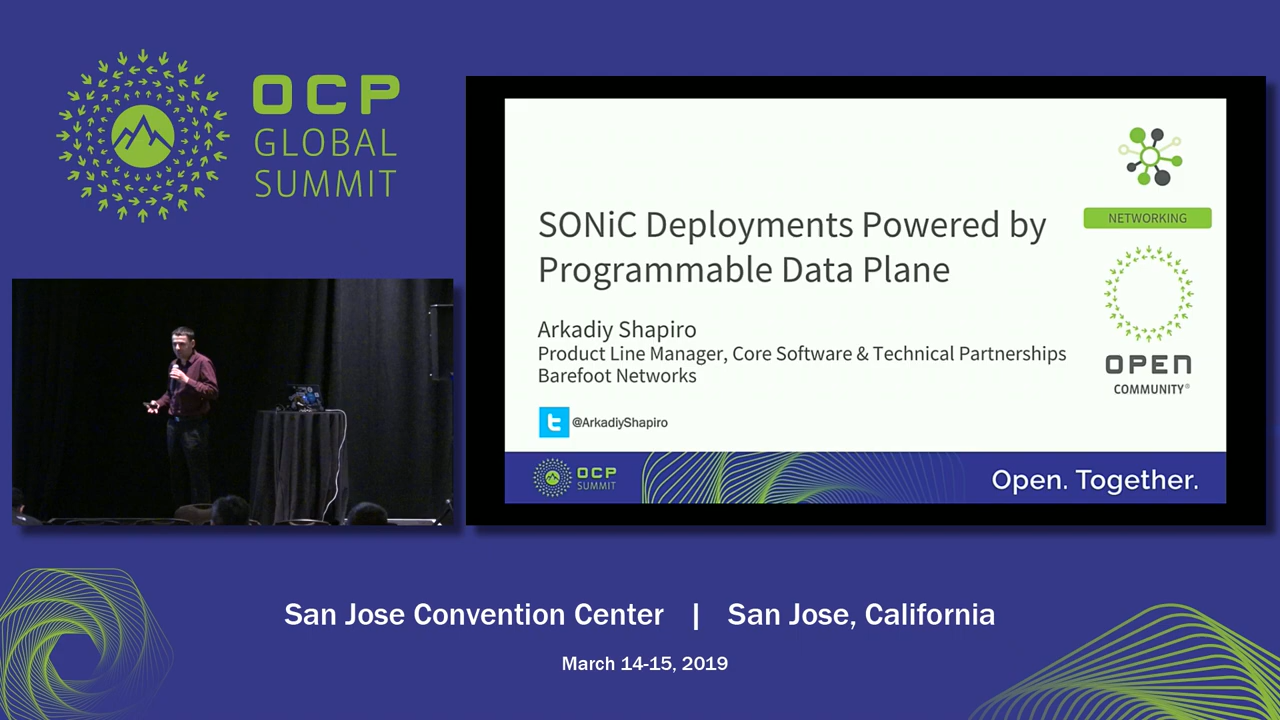 OCP
GLOBAL
SUMMIT
SONiC Deployments Powered by
Programmable Data Plane
Arkadiy Shapiro
Product Line Manager, Core Software & Technical Partnerships
Barefoot Networks
@ArkadiyShapiro
NETWORKING
OPEN
COMMUNITY®
OCP
SUMMIT
Open. Together.
San Jose Convention Center | San Jose, California
March 14-15, 2019